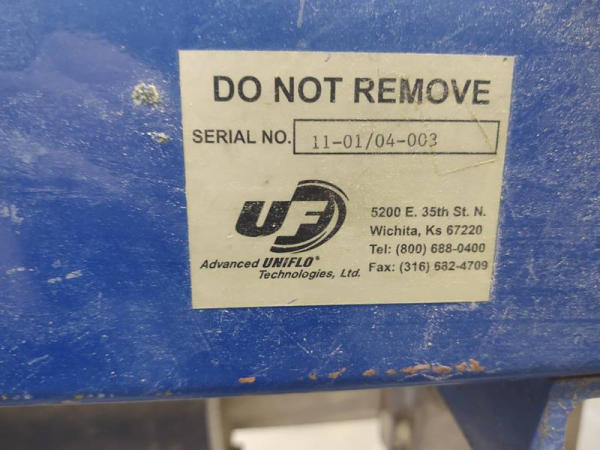 DO NOT REMOVE
SERIAL NO. 11-01/04-003
UF
5200 E. 35th St. N.
Wichita, Ks 67220
Tel: (800) 688-0400
Fax: (316) 682-4709
Advanced UNIFLO®
Technologies, Ltd.